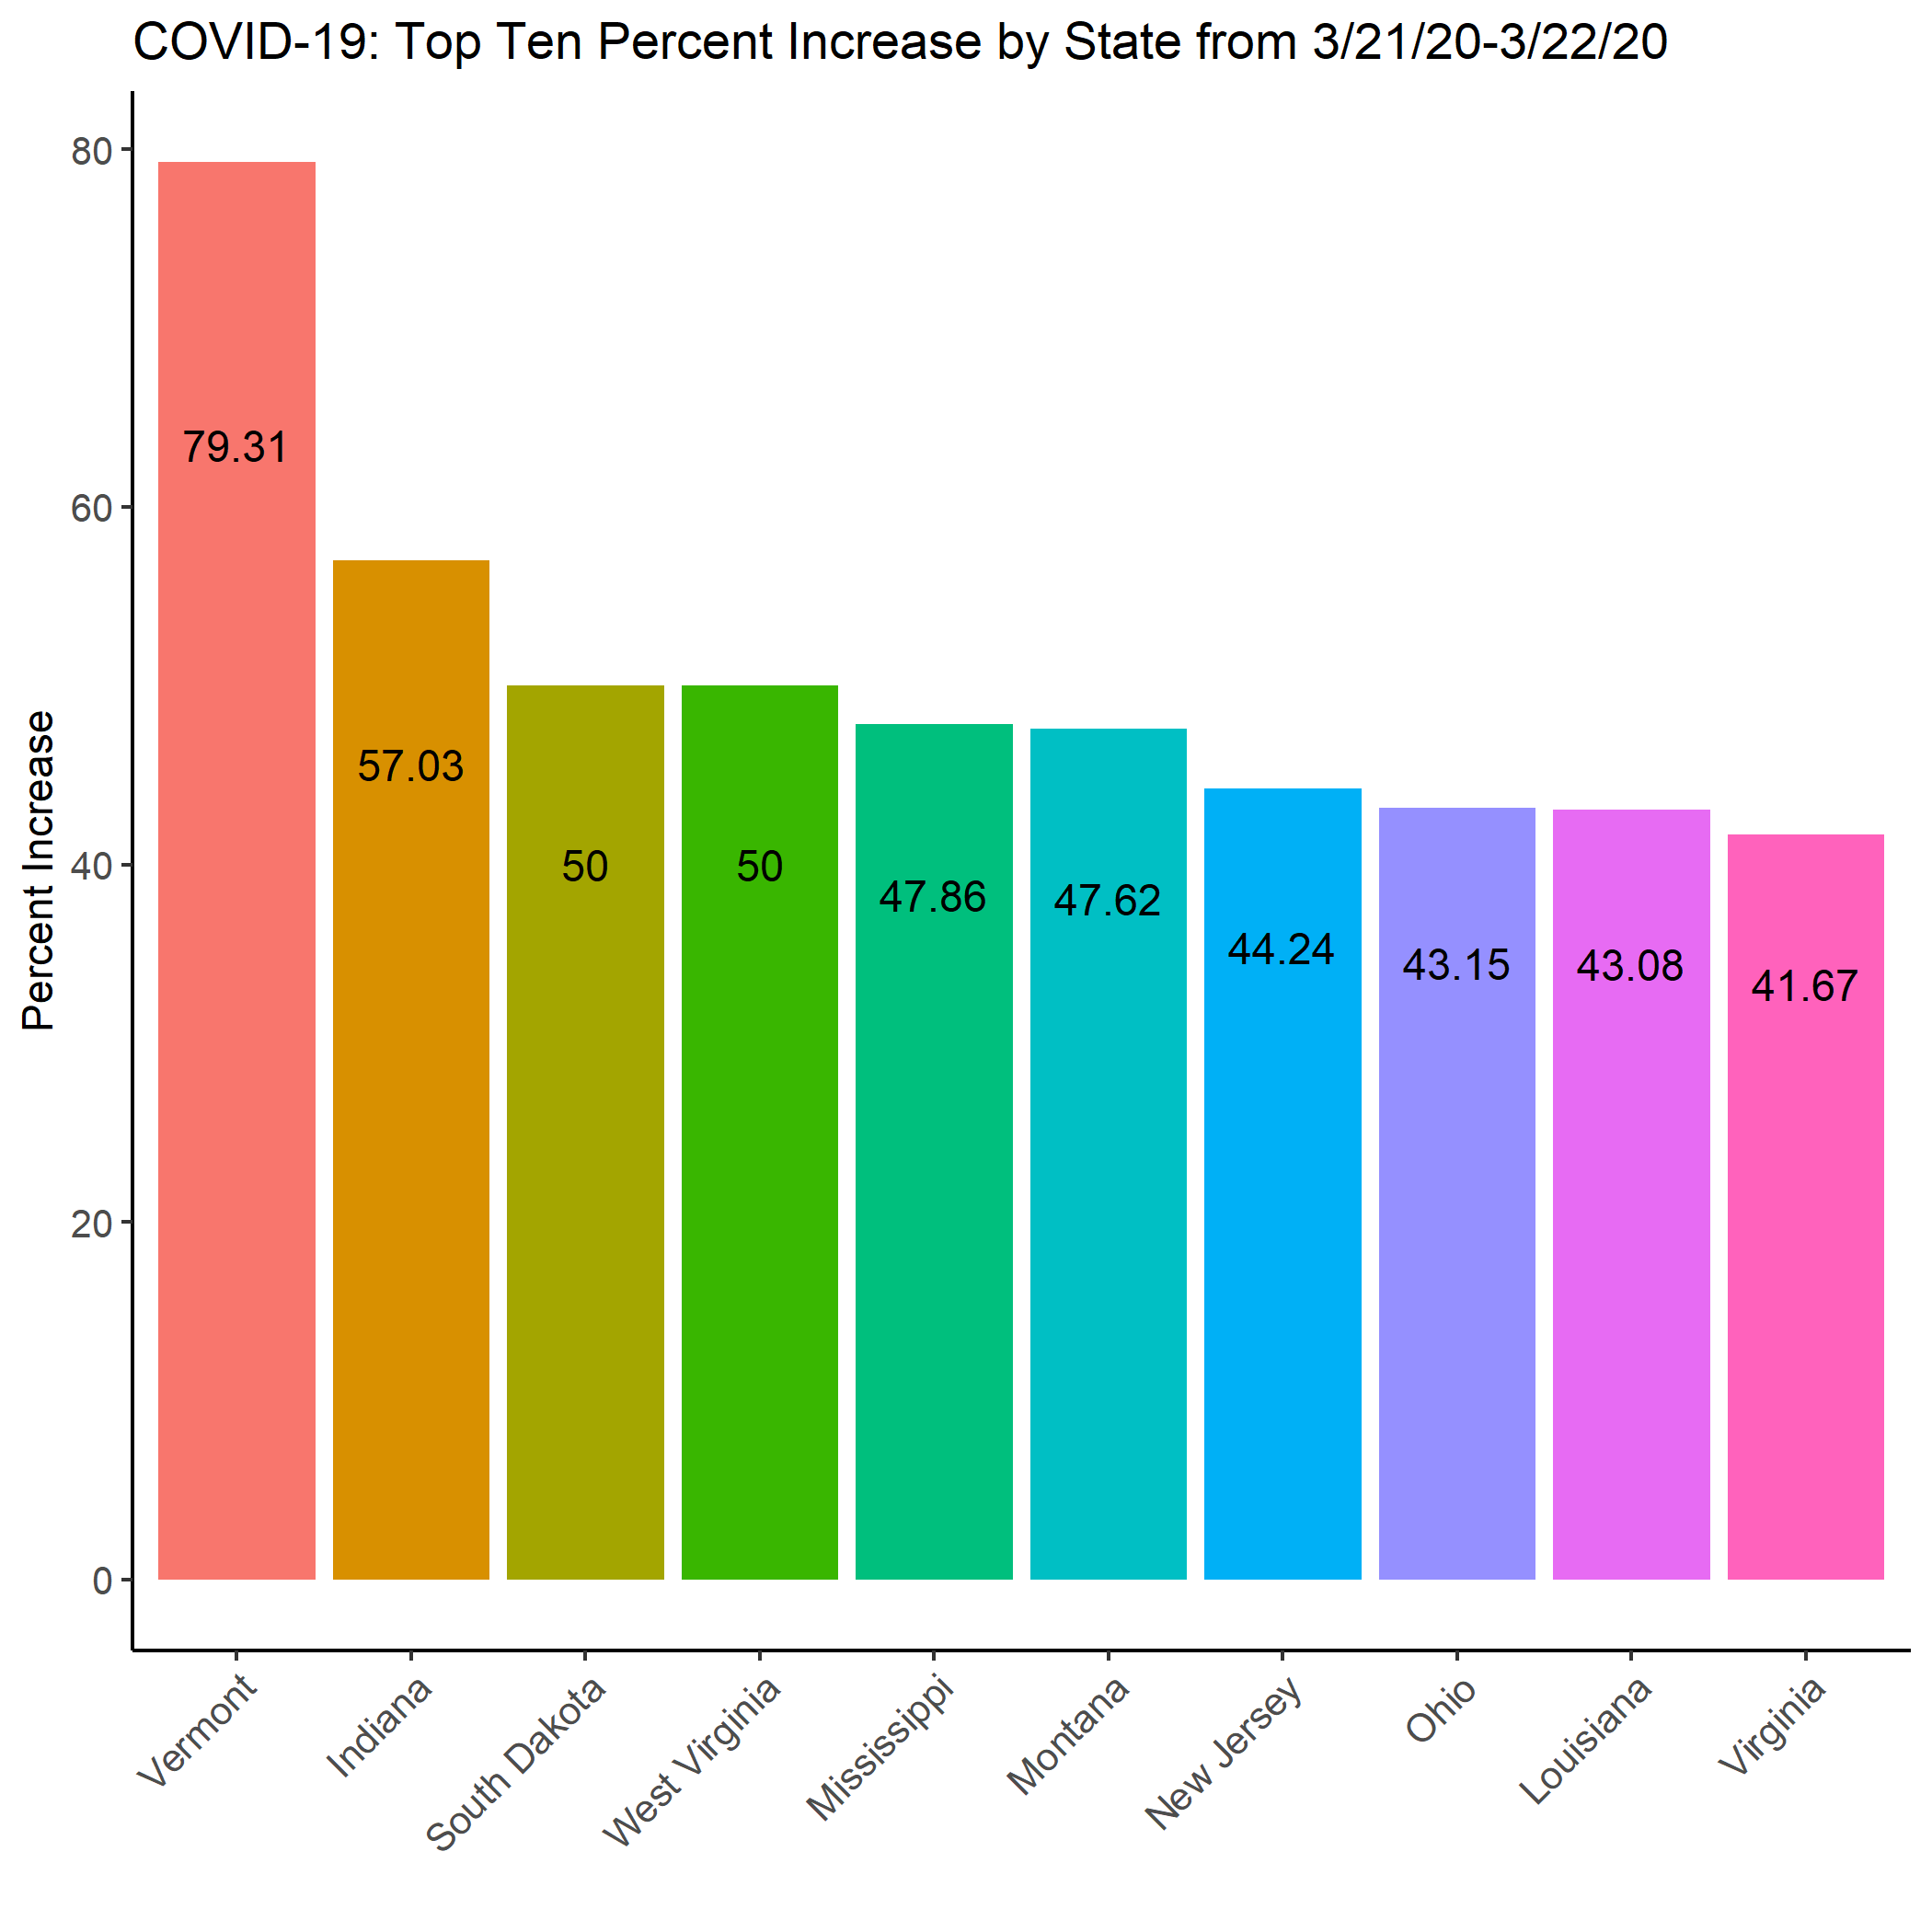 COVID-19: Top Ten Percent Increase by State from 3/21/20-3/22/20
Percent Increase
80
60
40
20
0
79.31
57.03
50
50
47.86
47.62
44.24
43.15
43.08
41.67
Vermont
Indiana
South Dakota
West Virginia
Mississippi
Montana
New Jersey
Ohio
Louisiana
Virginia